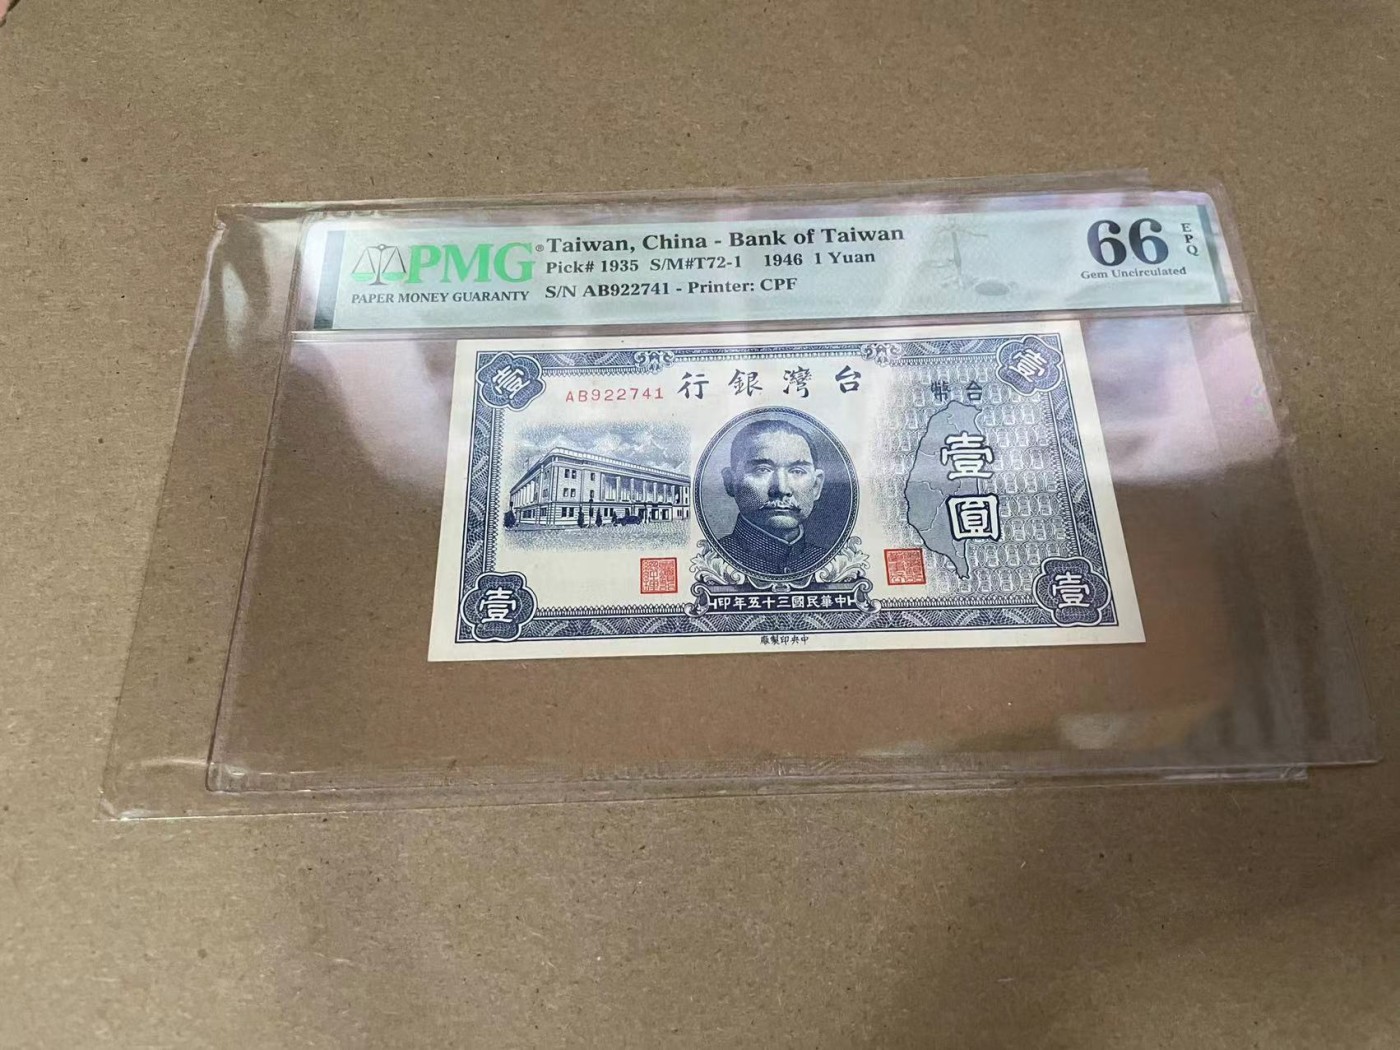 PMG®
PAPER MONEY GUARANTY
Taiwan, China - Bank of Taiwan
Pick# 1935 S/M#T72-1 1946 1 Yuan
S/N AB922741 - Printer: CPF
66 EPQ
Gem Uncirculated
壹
壹
行銀灣台
AB922741
幣台
壹圓
壹
印年五十三國民華中
壹
廠製印央中